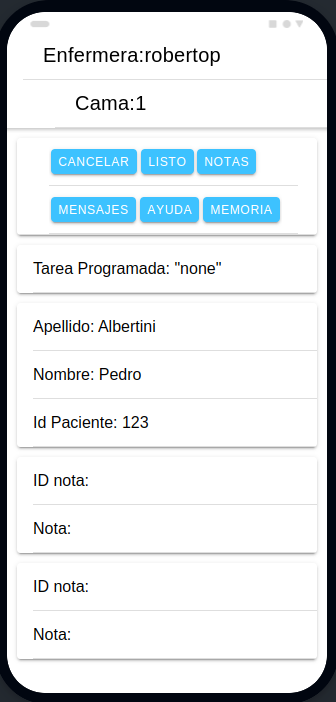 Enfermera:robertop
Cama:1
CANCELAR LISTO NOTAS
MENSAJES AYUDA MEMORIA
Tarea Programada: "none"
Apellido: Albertini
Nombre: Pedro
Id Paciente: 123
ID nota:
Nota:
ID nota:
Nota: